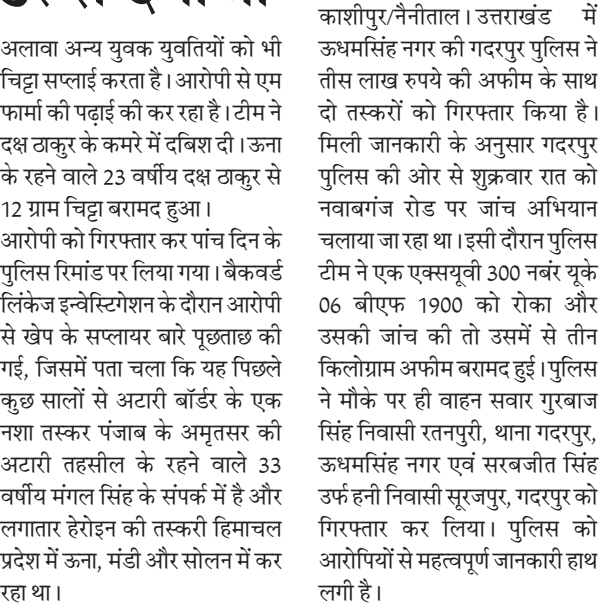 अलावा अन्य युवक युवतियों को भी
चिट्टा सप्लाई करता है। आरोपी से एम
फार्मा की पढ़ाई की कर रहा है। टीम ने
दक्ष ठाकुर के कमरे में दबिश दी। ऊना
के रहने वाले 23 वर्षीय दक्ष ठाकुर से
12 ग्राम चिट्टा बरामद हुआ।
आरोपी को गिरफ्तार कर पांच दिन के
पुलिस रिमांड पर लिया गया। बैकवर्ड
लिंकेज इन्वेस्टिगेशन के दौरान आरोपी
से खेप के सप्लायर बारे पूछताछ की
गई, जिसमें पता चला कि यह पिछले
कुछ सालों से अटारी बॉर्डर के एक
नशा तस्कर पंजाब के अमृतसर की
अटारी तहसील के रहने वाले 33
वर्षीय मंगल सिंह के संपर्क में है और
लगातार हेरोइन की तस्करी हिमाचल
प्रदेश में ऊना, मंडी और सोलन में कर
रहा था।
काशीपुर/नैनीताल। उत्तराखंड में
ऊधमसिंह नगर की गदरपुर पुलिस ने
तीस लाख रुपये की अफीम के साथ
दो तस्करों को गिरफ्तार किया है।
मिली जानकारी के अनुसार गदरपुर
पुलिस की ओर से शुक्रवार रात को
नवाबगंज रोड पर जांच अभियान
चलाया जा रहा था। इसी दौरान पुलिस
टीम ने एक एक्सयूवी 300 नबंर यूके
06 बीएफ 1900 को रोका और
उसकी जांच की तो उसमें से तीन
किलोग्राम अफीम बरामद हुई। पुलिस
ने मौके पर ही वाहन सवार गुरबाज
सिंह निवासी रतनपुरी, थाना गदरपुर,
ऊधमसिंह नगर एवं सरबजीत सिंह
उर्फ हनी निवासी सूरजपुर, गदरपुर को
गिरफ्तार कर लिया। पुलिस को
आरोपियों से महत्वपूर्ण जानकारी हाथ
लगी है।